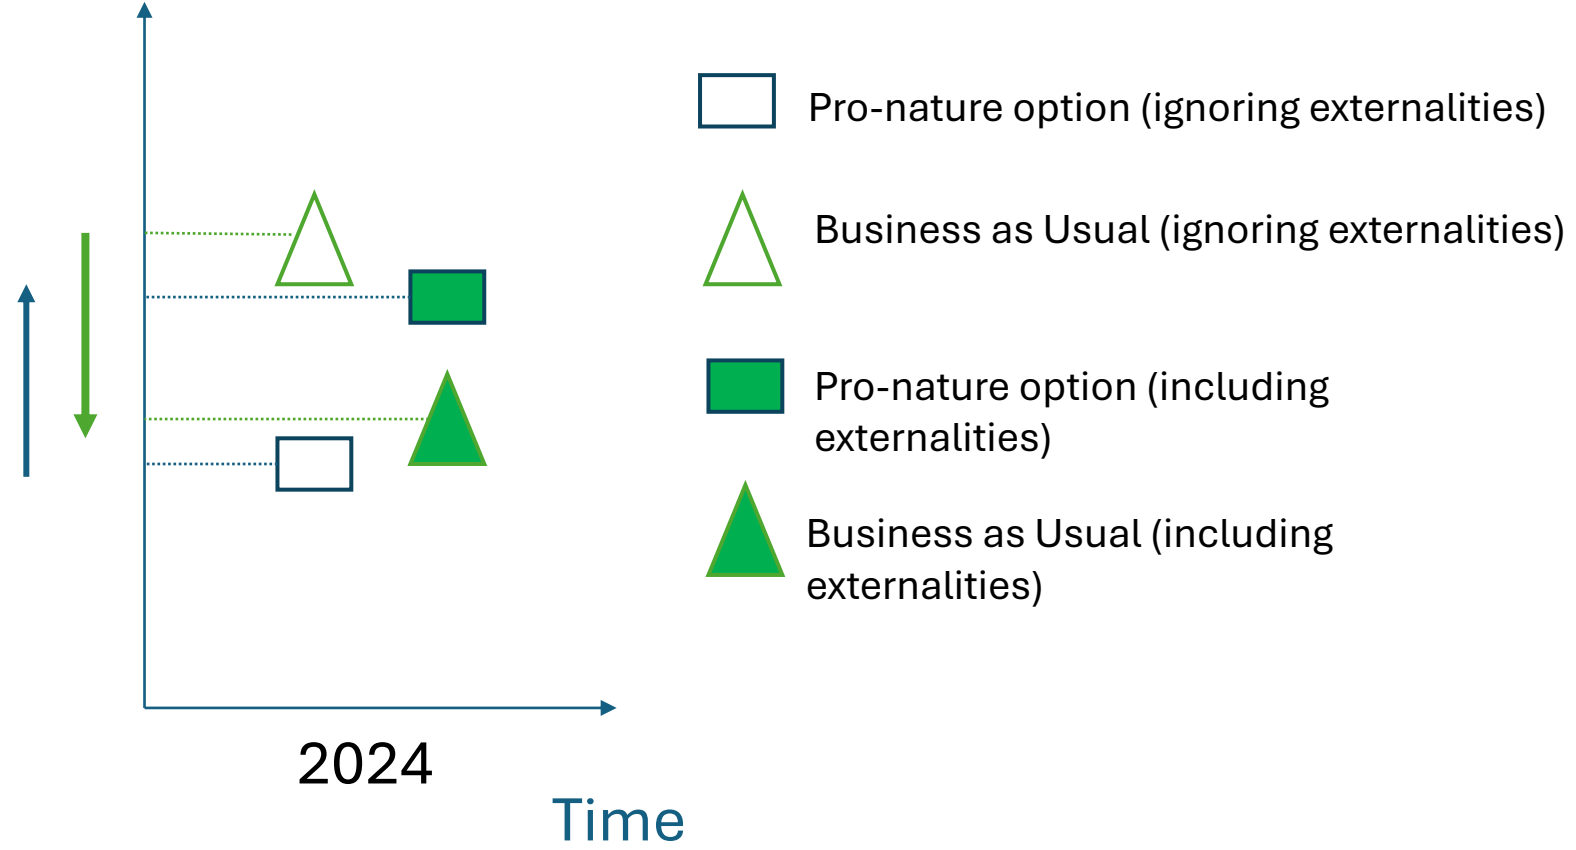 Pro-nature option (ignoring externalities)
Business as Usual (ignoring externalities)
Pro-nature option (including
externalities)
Business as Usual (including
externalities)
2024
Time